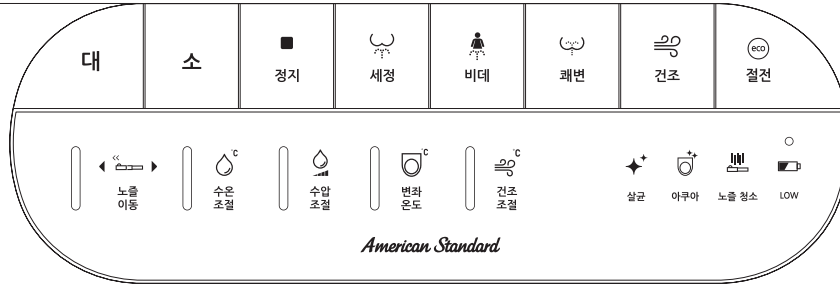 대
소
정지
세정
비데
쾌변
건조
eco
절전
노즐
이동
°C
수온
조절
수압
조절
°C
변좌
온도
°C
건조
조절
살균
아쿠아
노즐 청소
LOW
American Standard